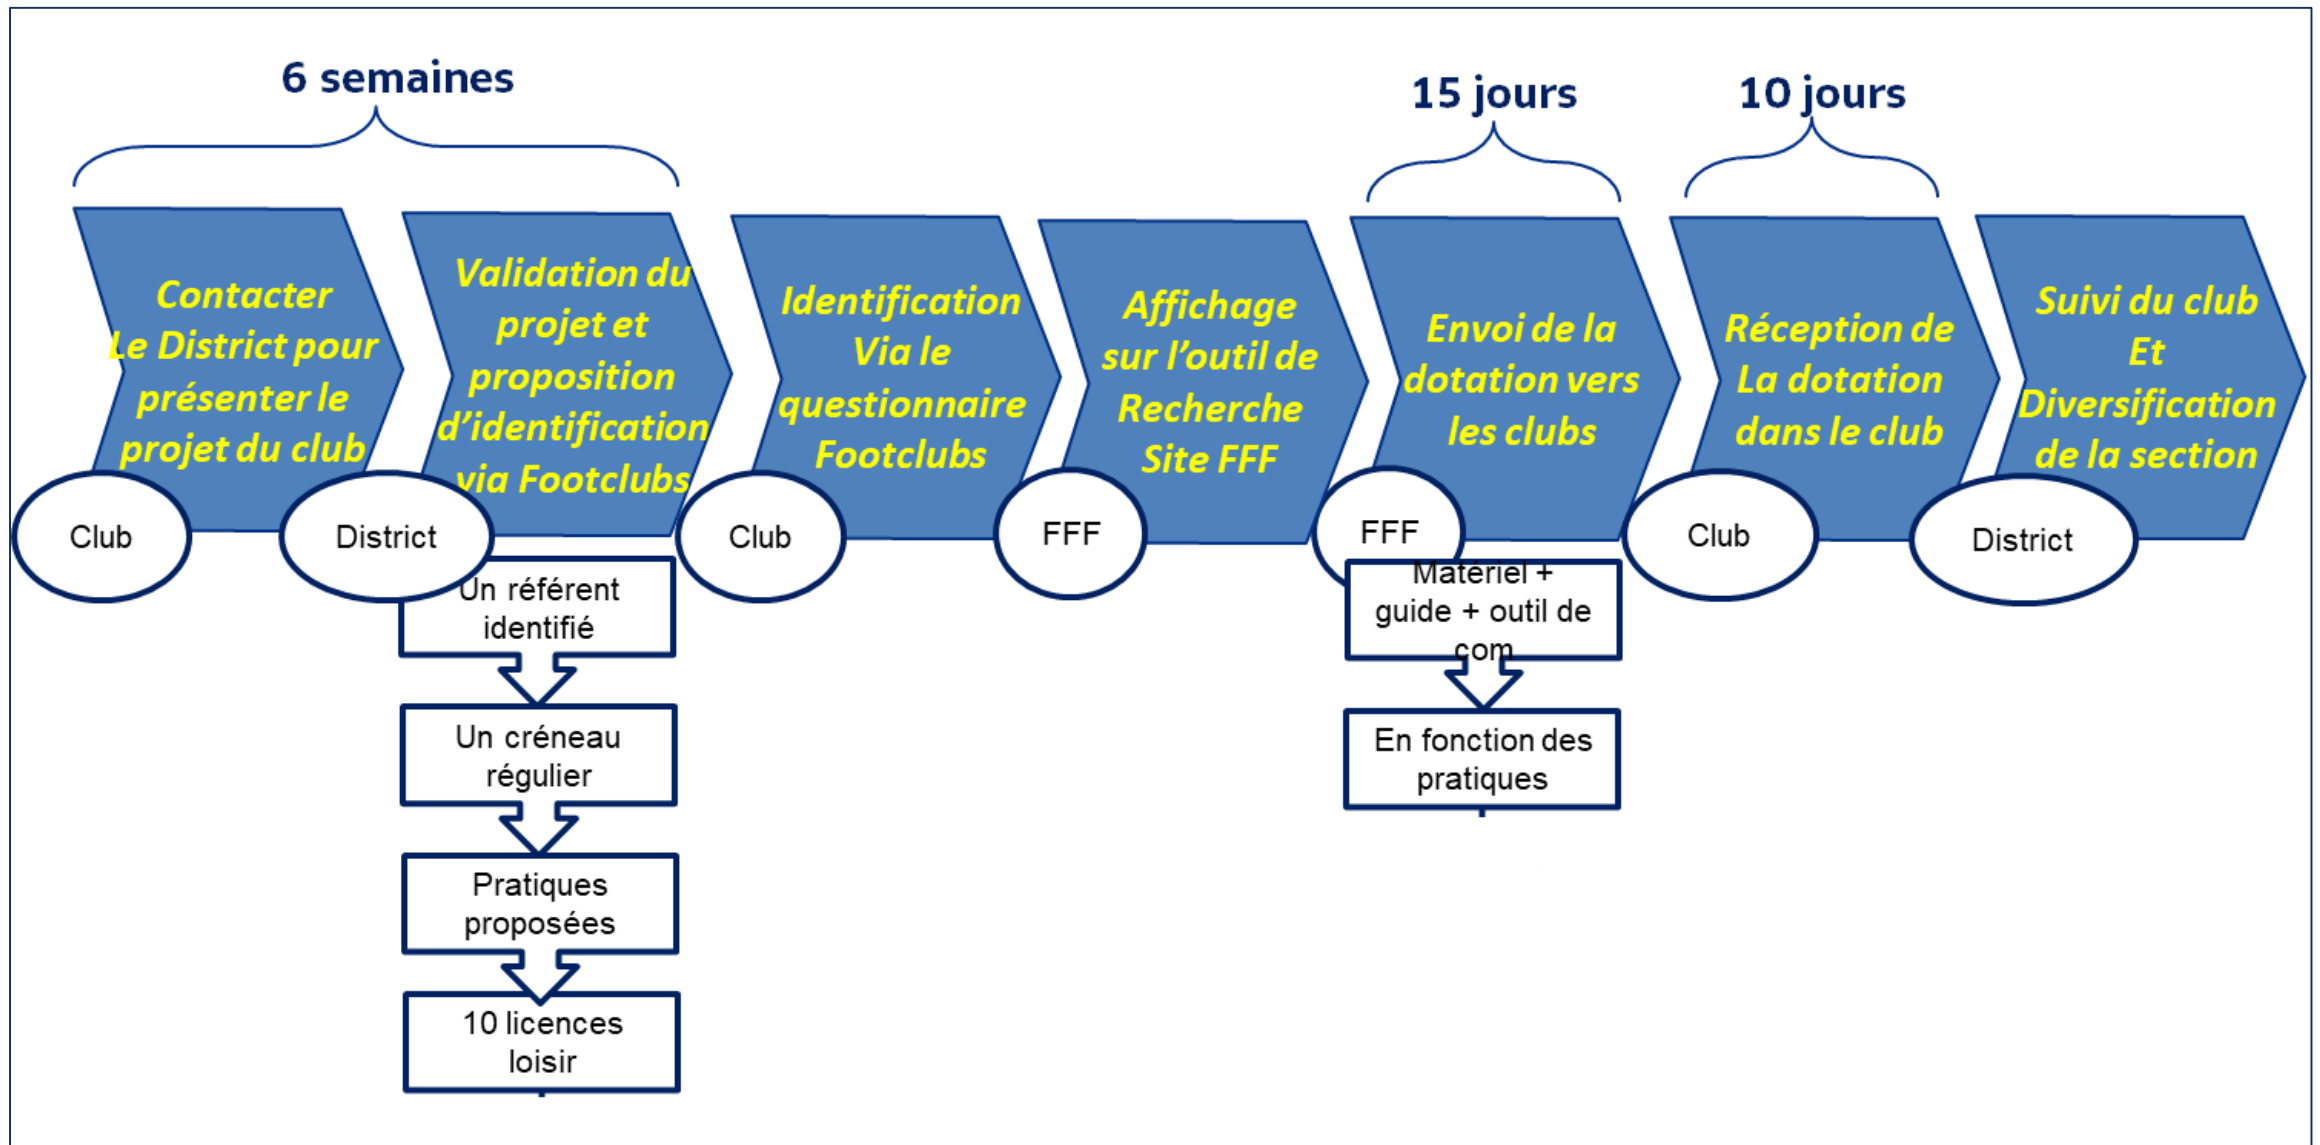 6 semaines
15 jours
10 jours
Contacter
Le District pour
présenter le
projet du club
Validation du
projet et
proposition
d'identification
via Footclubs
Identification
Via le
questionnaire
Footclubs
Affichage
sur l'outil de
Recherche
Site FFF
Envoi de la
dotation vers
les clubs
Réception de
La dotation
dans le club
Suivi du club
Et
Diversification
de la section
Club
District
Club
FFF
FFF
Club
District
Un référent
identifié
Un créneau
régulier
Pratiques
proposées
10 licences
loisir
Matériel +
guide + outil de
com
En fonction des
pratiques